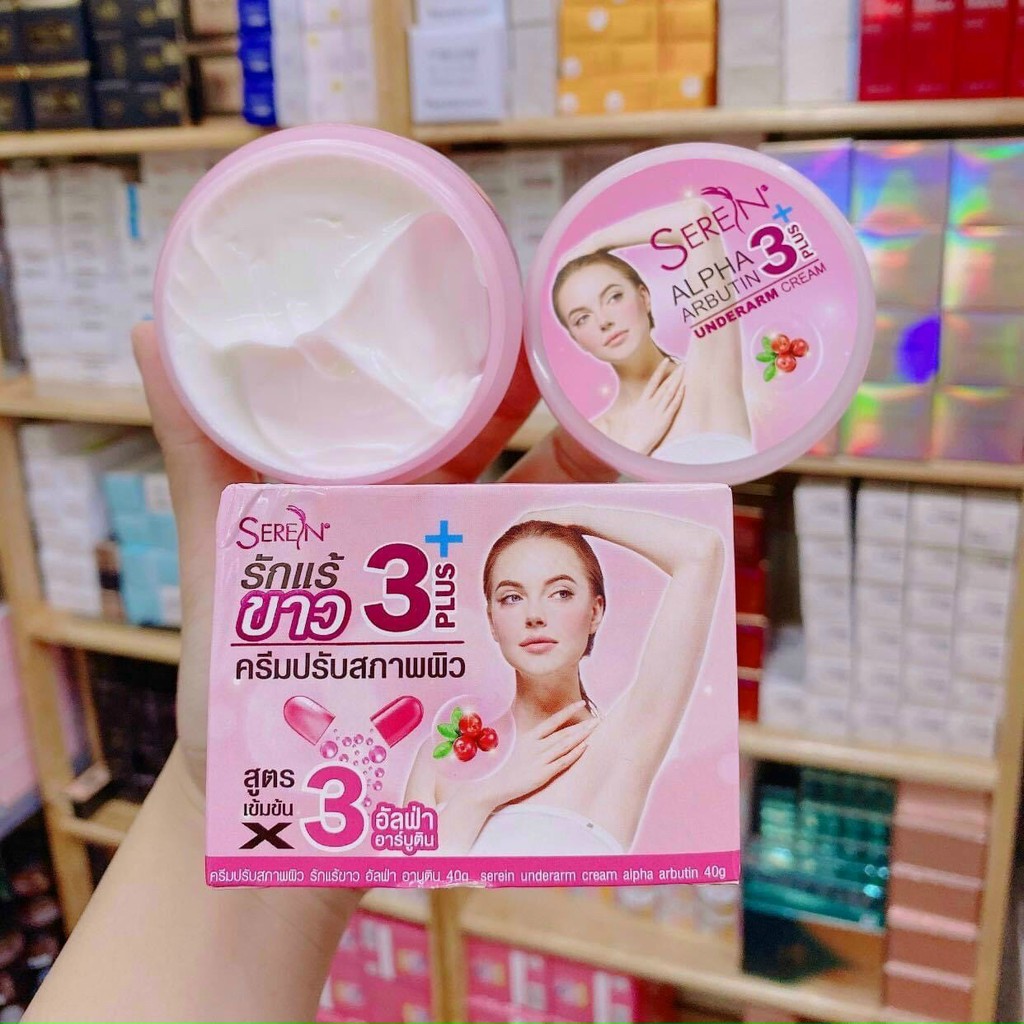 SEREIN
ALPHA
ARBUTIN
3+
PLUS
UNDERARM CREAM
SEREIN
รักแร้
ขาว
3+
PLUS
ครีมปรับสภาพผิว
สูตร
เข้มข้น
X 3
อัลฟ่า
อาร์บูติน
ครีมปรับสภาพผิว รักแร้ขาว อัลฟ่า อาบูติน 40g. serein underarm cream alpha arbutin 40g